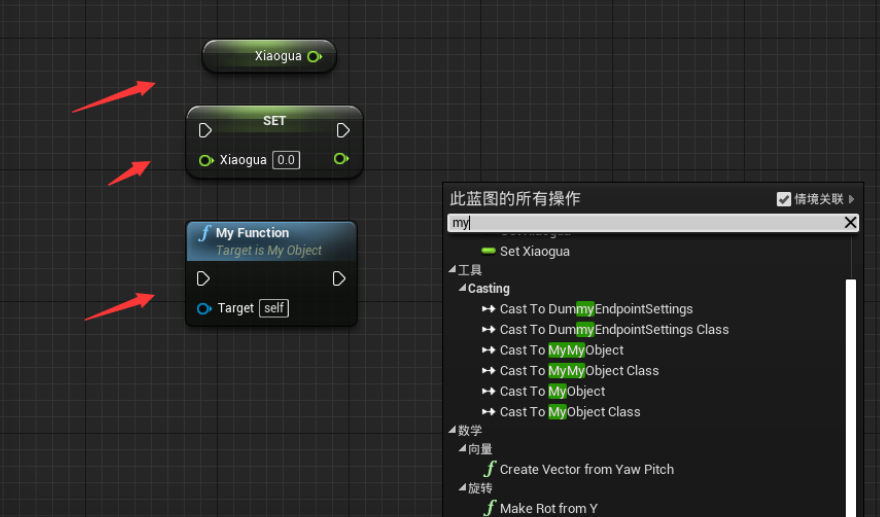 Xiaogua
SET
Xiaogua 0.0
f My Function
Target is My Object
Target self
此蓝图的所有操作 情境关联
my
Set Xiaogua
工具
Casting
Cast To DummyEndpointSettings
Cast To DummyEndpointSettings Class
Cast To MyMyObject
Cast To MyMyObject Class
Cast To MyObject
Cast To MyObject Class
数学
向量
f Create Vector from Yaw Pitch
旋转
f Make Rot from Y